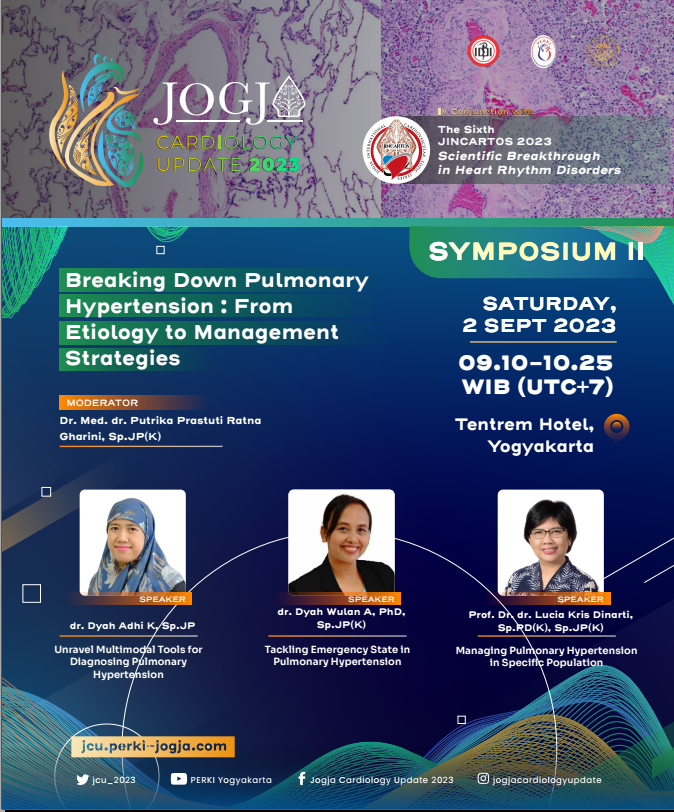 JOGJA
CARDIOLOGY
UPDATE 2023
In Conjunction with
JINCARTOS
The Sixth
JINCARTOS 2023
Scientific Breakthrough
in Heart Rhythm Disorders
SYMPOSIUM II
Breaking Down Pulmonary
Hypertension : From
Etiology to Management
Strategies
SATURDAY,
2 SEPT 2023
09.10-10.25
WIB (UTC+7)
MODERATOR
Dr. Med. dr. Putrika Prastuti Ratna
Gharini, Sp.JP(K)
Tentrem Hotel,
Yogyakarta
SPEAKER
dr. Dyah Adhi K, Sp.JP
Unravel Multimodal Tools for
Diagnosing Pulmonary
Hypertension
SPEAKER
dr. Dyah Wulan A, PhD,
Sp.JP(K)
Tackling Emergency State in
Pulmonary Hypertension
SPEAKER
Prof. Dr. dr. Lucia Kris Dinarti,
Sp.PD(K), Sp.JP(K)
Managing Pulmonary Hypertension
in Specific Population
jcu.perki-jogja.com
jcu_2023
PERKI Yogyakarta
Jogja Cardiology Update 2023
jogjacardiologyupdate